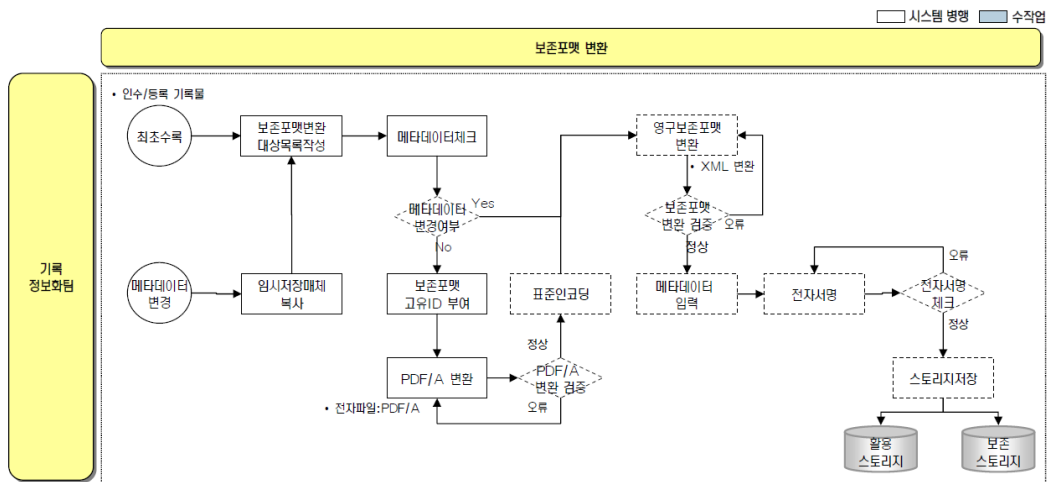 시스템 병행
수작업
보존포맷 변환
기록
정보화팀
• 인수/등록 기록물
최초수록
보존포맷변환
대상목록작성
메타데이터체크
영구보존포맷
변환
• XML 변환
메타데이터
변경여부
Yes
No
보존포맷
변환 검증
오류
정상
메타데이터
변경
임시저장매체
복사
보존포맷
고유ID 부여
표준인코딩
메타데이터
입력
전자서명
오류
전자서명
체크
정상
정상
PDF/A 변환
PDF/A
변환 검증
오류
• 전자파일:PDF/A
스토리지저장
활용
스토리지
보존
스토리지